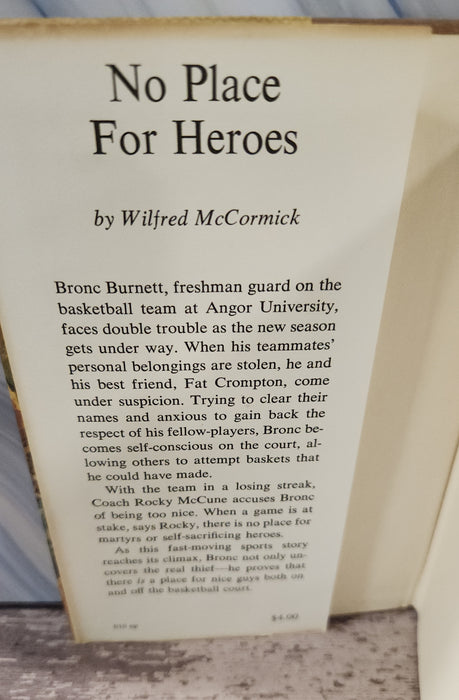 No Place
For Heroes
by Wilfred McCormick
Bronc Burnett, freshman guard on the
basketball team at Angor University,
faces double trouble as the new season
gets under way. When his teammates'
personal belongings are stolen, he and
his best friend, Fat Crompton, come
under suspicion. Trying to clear their
names and anxious to gain back the
respect of his fellow-players, Bronc be-
comes self-conscious on the court, al-
lowing others to attempt baskets that
he could have made.
With the team in a losing streak,
Coach Rocky McCune accuses Bronc
of being too nice. When a game is at
stake, says Rocky, there is no place for
martyrs or self-sacrificing heroes.
As this fast-moving sports story
reaches its climax, Bronc not only un-
covers the real thief—he proves that
there is a place for nice guys both on
and off the basketball court.
up $4.00